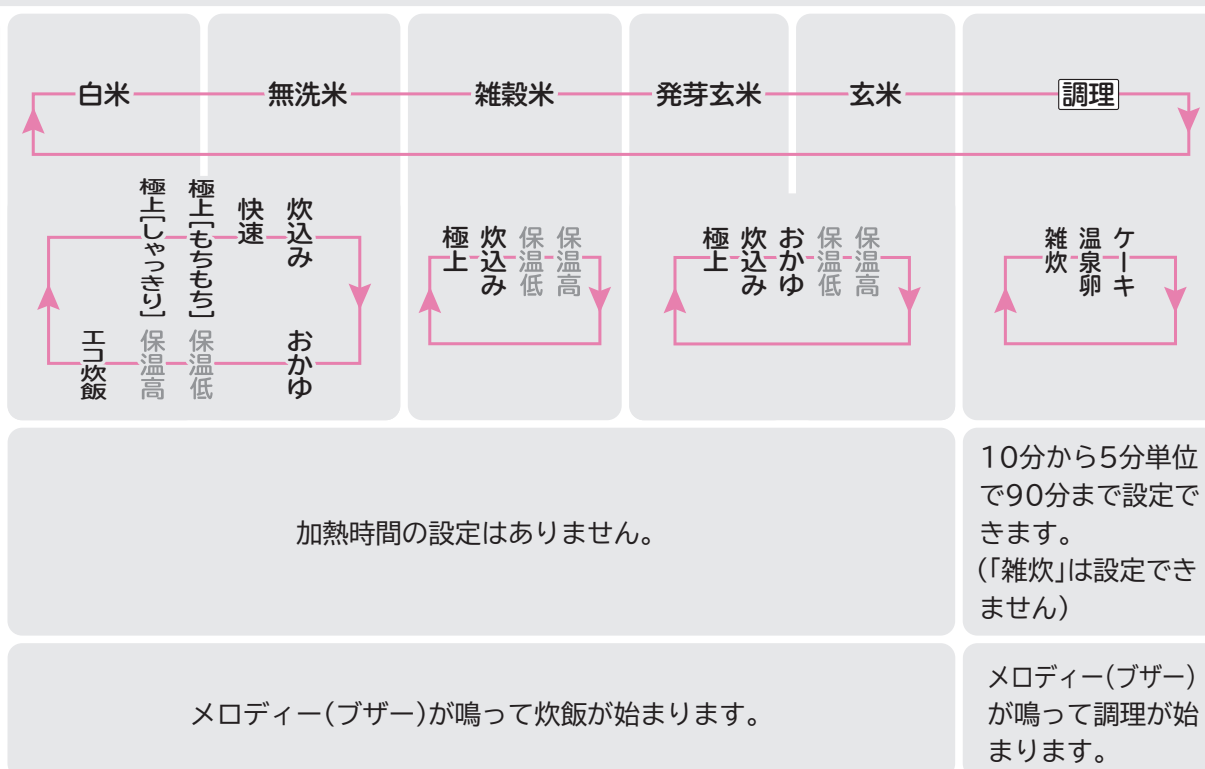 白米
無洗米
雑穀米
発芽玄米
玄米
調理
極上[しゃっきり]
極上[もちもち]
快速
炊込み
おかゆ
保温低
保温高
エコ炊飯
極上
炊込み
保温低
保温高
極上
炊込み
おかゆ
保温低
保温高
雑炊
温泉卵
ケーキ
加熱時間の設定はありません。
10分から5分単位
で90分まで設定で
きます。
(「雑炊」は設定でき
ません)
メロディー(ブザー)が鳴って炊飯が始まります。
メロディー(ブザー)
が鳴って調理が始
まります。